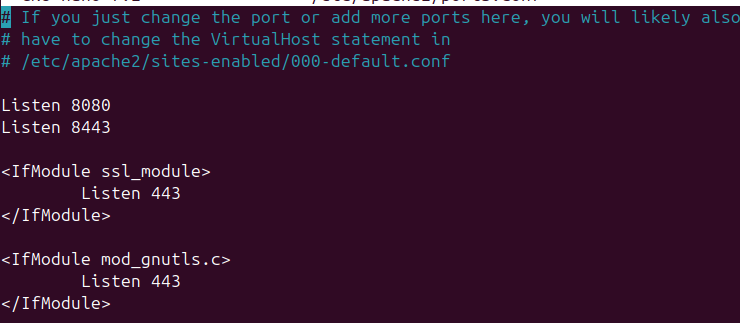 # If you just change the port or add more ports here, you will likely also
# have to change the VirtualHost statement in
# /etc/apache2/sites-enabled/000-default.conf
Listen 8080
Listen 8443
<IfModule ssl_module>
Listen 443
</IfModule>
<IfModule mod_gnutls.c>
Listen 443
</IfModule>